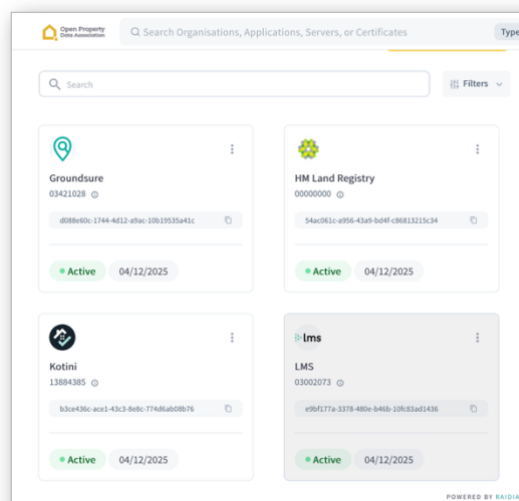 Open Property
Data Association
Search Organisations, Applications, Servers, or Certificates
Type
Search
Filters
Groundsure
03421028
d088e60c-1744-4d12-a9ac-10b19535a41c
Active 04/12/2025
HM Land Registry
00000000
54ac061c-a956-43a9-bd4f-c86813215c34
Active 04/12/2025
Kotini
13884385
b3ce436c-ace1-43c3-8e8c-774d6ab08b76
Active 04/12/2025
lms
LMS
03002073
e9bf177a-3378-480e-b46b-10fc83ad1436
Active 04/12/2025
POWERED BY RAIDIA